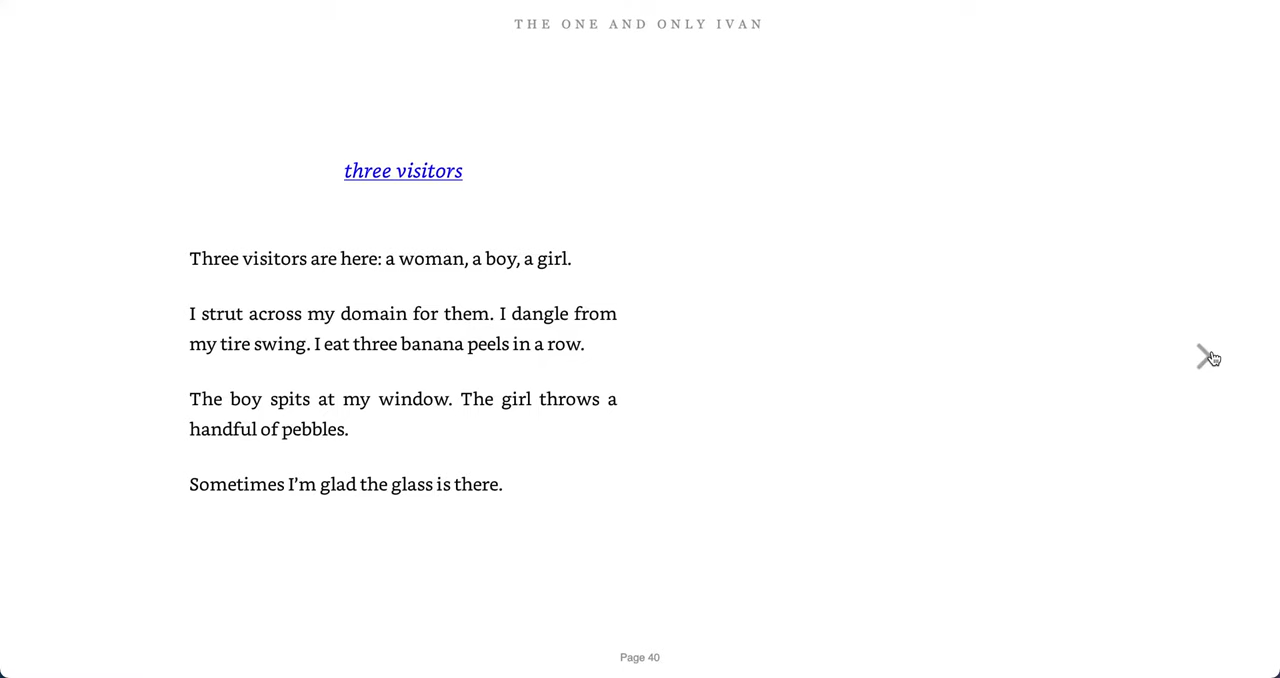 THE ONE AND ONLY IVAN
three visitors
Three visitors are here: a woman, a boy, a girl.
I strut across my domain for them. I dangle from
my tire swing. I eat three banana peels in a row.
The boy spits at my window. The girl throws a
handful of pebbles.
Sometimes I’m glad the glass is there.
Page 40